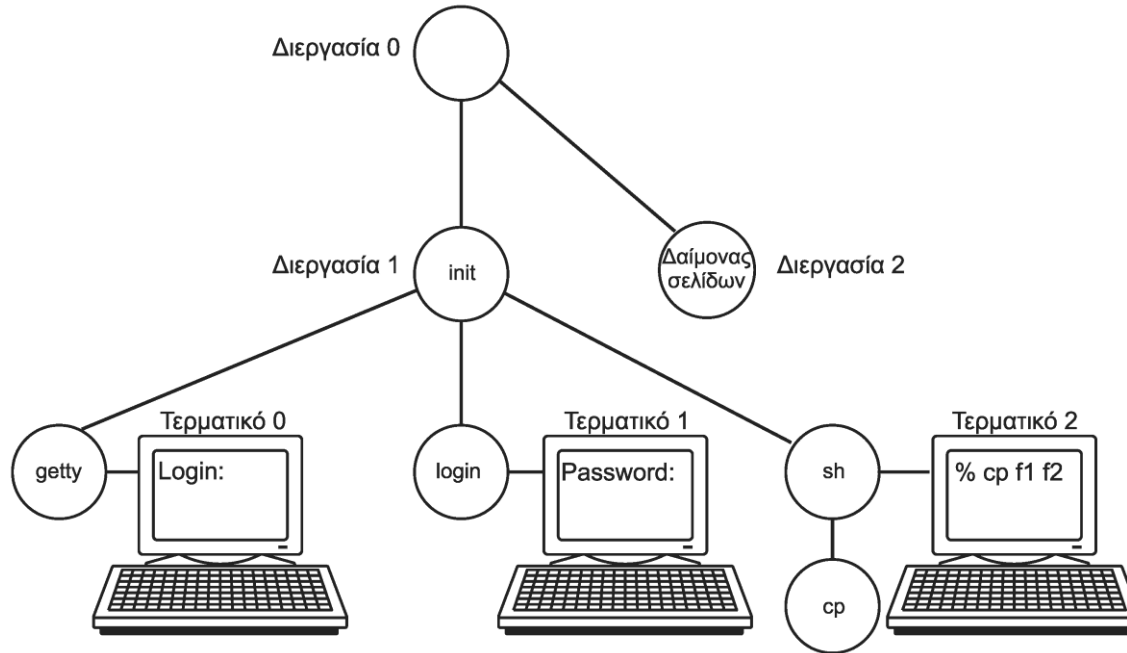 Διεργασία 0
Διεργασία 1
init
Δαίμονας
σελίδων
Διεργασία 2
Τερματικό 0
Τερματικό 1
Τερματικό 2
getty
Login:
login
Password:
sh
% cp f1 f2
cp